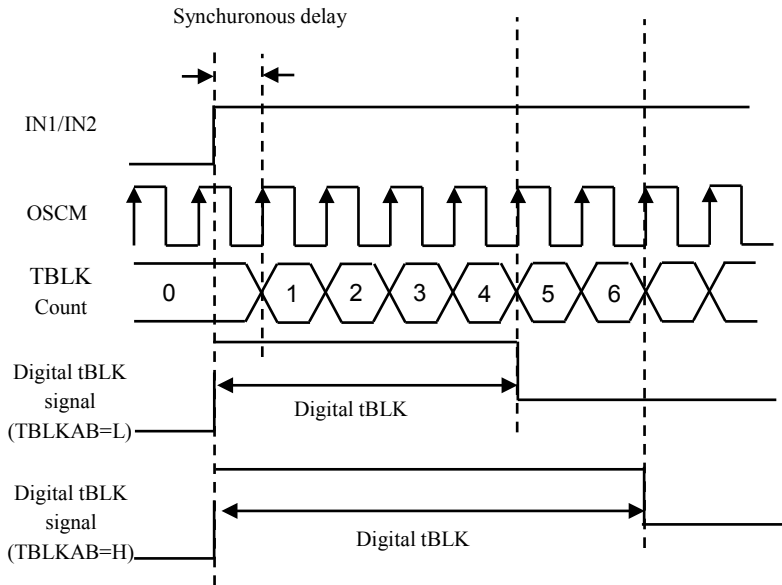 Synchuronous delay
IN1/IN2
OSCM
TBLK
Count
0 1 2 3 4 5 6
Digital tBLK
signal
(TBLKAB=L)
Digital tBLK
Digital tBLK
signal
(TBLKAB=H)
Digital tBLK